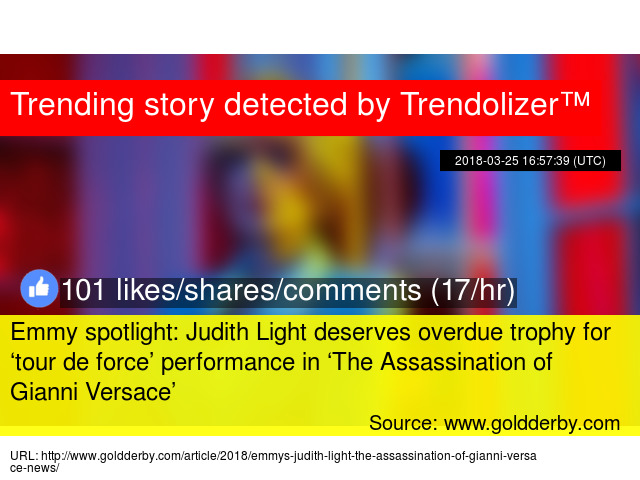 Trending story detected by Trendolizer™
2018-03-25 16:57:39 (UTC)
101 likes/shares/comments (17/hr)
Emmy spotlight: Judith Light deserves overdue trophy for
‘tour de force’ performance in ‘The Assassination of
Gianni Versace’
Source: www.goldderby.com
URL: http://www.goldderby.com/article/2018/emmys-judith-light-the-assassination-of-gianni-versa
ce-news/